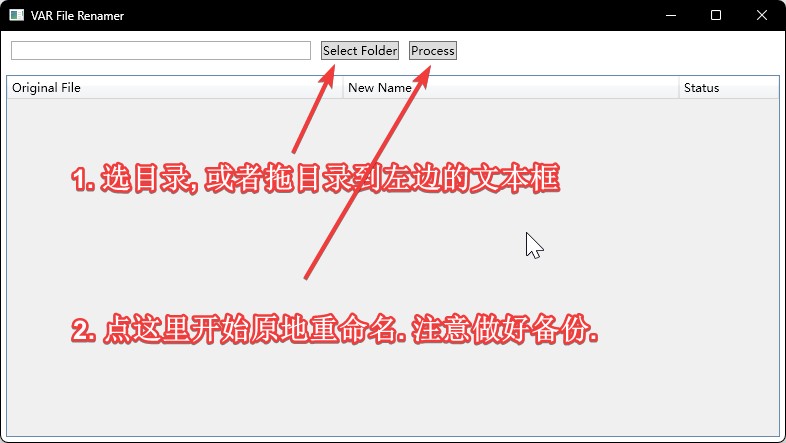 VAR File Renamer
Select Folder Process
Original File New Name Status
1. 选目录, 或者拖目录到左边的文本框
2. 点这里开始原地重命名. 注意做好备份.